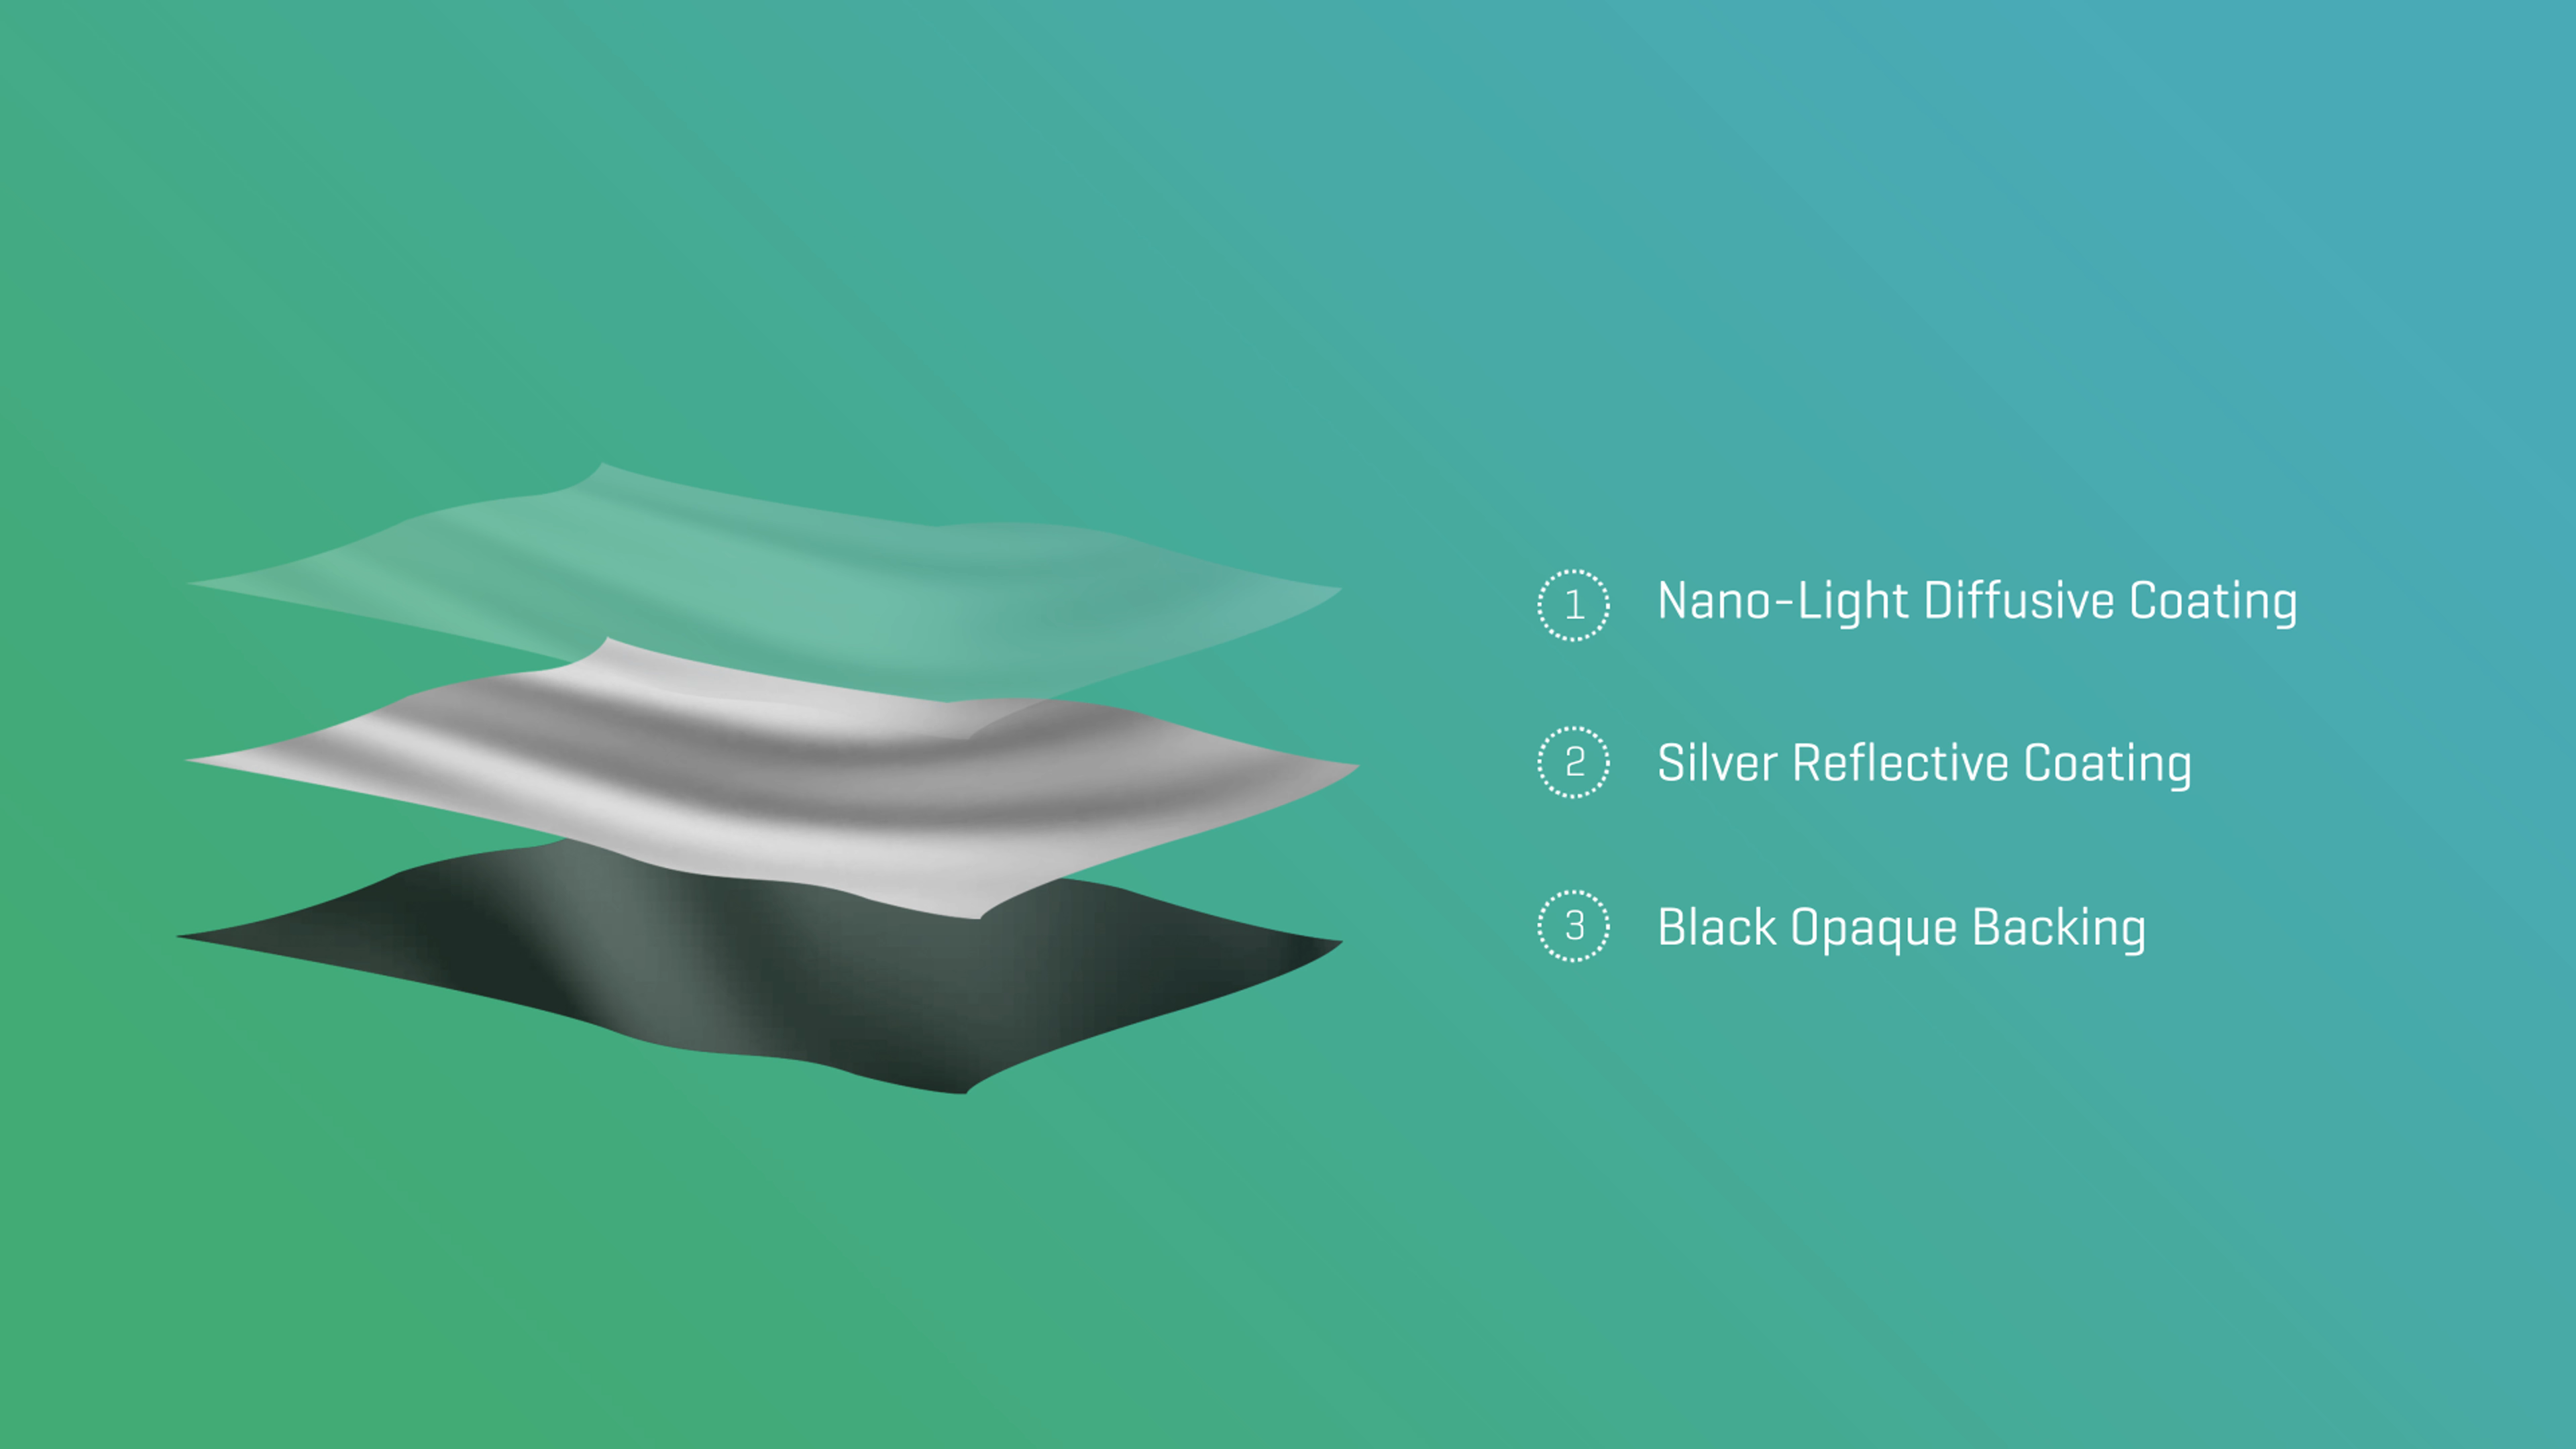 1 Nano-Light Diffusive Coating
2 Silver Reflective Coating
3 Black Opaque Backing